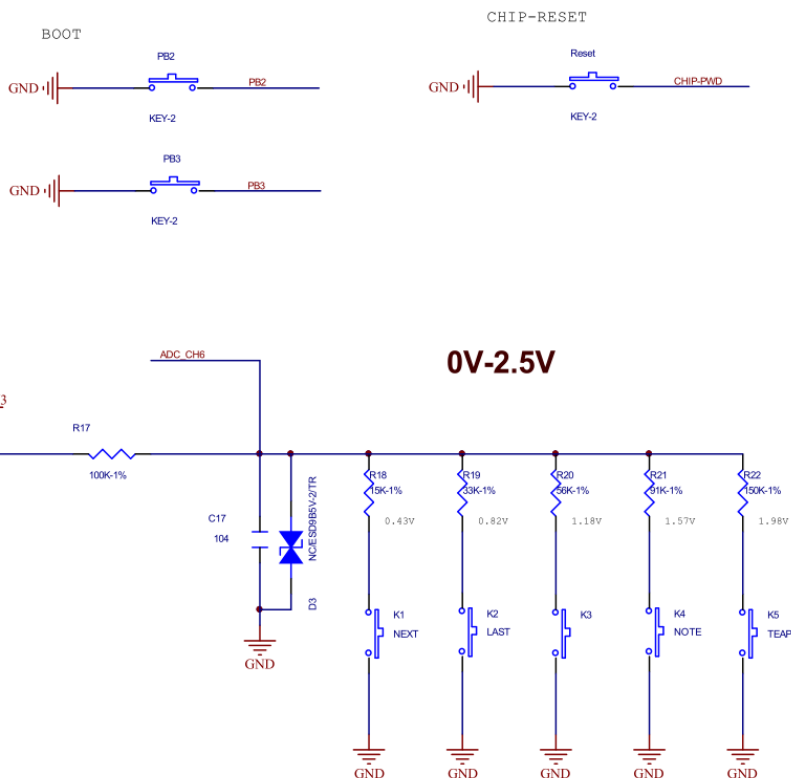 CHIP-RESET
BOOT
PB2
Reset
GND
PB2
GND
CHIP-PWD
KEY-2
KEY-2
PB3
GND
PB3
KEY-2
ADC_CH6
0V-2.5V
3
R17
100K-1%
R18
15K-1%
R19
33K-1%
R20
56K-1%
R21
91K-1%
R22
150K-1%
0.43V
0.82V
1.18V
1.57V
1.98V
C17
104
NC/ESD9B5V-2/TR
D3
K1
NEXT
K2
LAST
K3
K4
NOTE
K5
TEAP
GND
GND
GND
GND
GND
GND